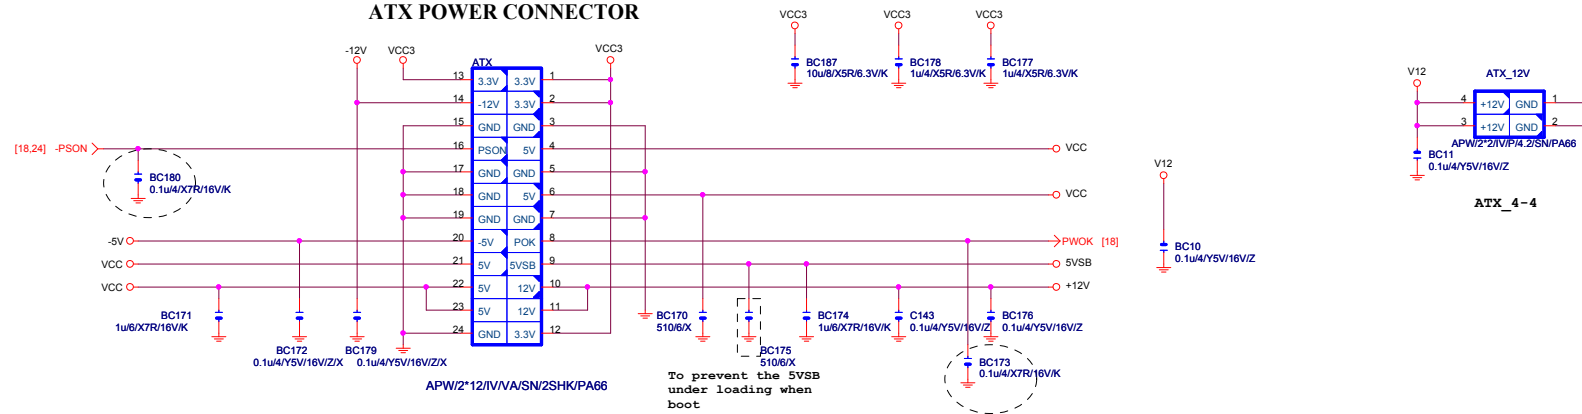 ATX POWER CONNECTOR
-12V
VCC3
ATX
VCC3
13 3.3V 3.3V 1
14 -12V 3.3V 2
15 GND GND 3
16 PSON 5V 4
17 GND GND 5
18 GND 5V 6
19 GND GND 7
20 -5V POK 8
21 5V 5VSB 9
22 5V 12V 10
23 5V 12V 11
24 GND 3.3V 12
APW/2*12/IV/VA/SN/2SHK/PA66
[18,24] -PSON
BC180
0.1u/4/X7R/16V/K
-5V
VCC
VCC
BC171
1u/6/X7R/16V/K
BC172
0.1u/4/Y5V/16V/Z/X
BC179
0.1u/4/Y5V/16V/Z/X
VCC3
BC187
10u/8/X5R/6.3V/K
VCC3
BC178
1u/4/X5R/6.3V/K
VCC3
BC177
1u/4/X5R/6.3V/K
VCC
VCC
PWOK [18]
5VSB
+12V
BC170
510/6/X
BC175
510/6/X
BC174
1u/6/X7R/16V/K
C143
0.1u/4/Y5V/16V/Z
BC176
0.1u/4/Y5V/16V/Z
BC173
0.1u/4/X7R/16V/K
To prevent the 5VSB
under loading when
boot
V12
BC10
0.1u/4/Y5V/16V/Z
V12
ATX_12V
4 +12V GND 1
3 +12V GND 2
APW/2*2/IV/P/4.2/SN/PA66
BC11
0.1u/4/Y5V/16V/Z
ATX_4-4